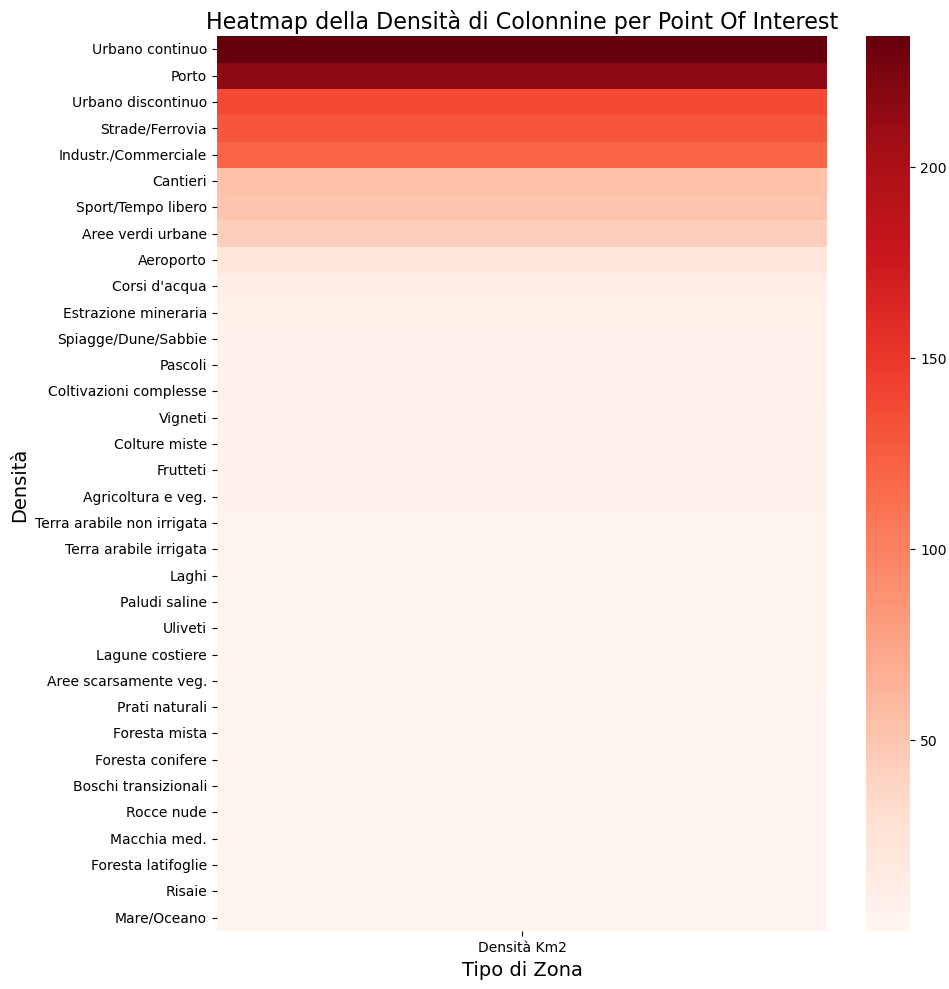 Heatmap della Densità di Colonnine per Point Of Interest
Urbano continuo
Porto
Urbano discontinuo
Strade/Ferrovia
Industr./Commerciale
Cantieri
Sport/Tempo libero
Aree verdi urbane
Aeroporto
Corsi d'acqua
Estrazione mineraria
Spiagge/Dune/Sabbie
Pascoli
Coltivazioni complesse
Vigneti
Colture miste
Frutteti
Agricoltura e veg.
Terra arabile non irrigata
Terra arabile irrigata
Laghi
Paludi saline
Uliveti
Lagune costiere
Aree scarsamente veg.
Prati naturali
Foresta mista
Foresta conifere
Boschi transizionali
Rocce nude
Macchia med.
Foresta latifoglie
Risaie
Mare/Oceano
Densità
Densità Km2
Tipo di Zona
200
150
100
50